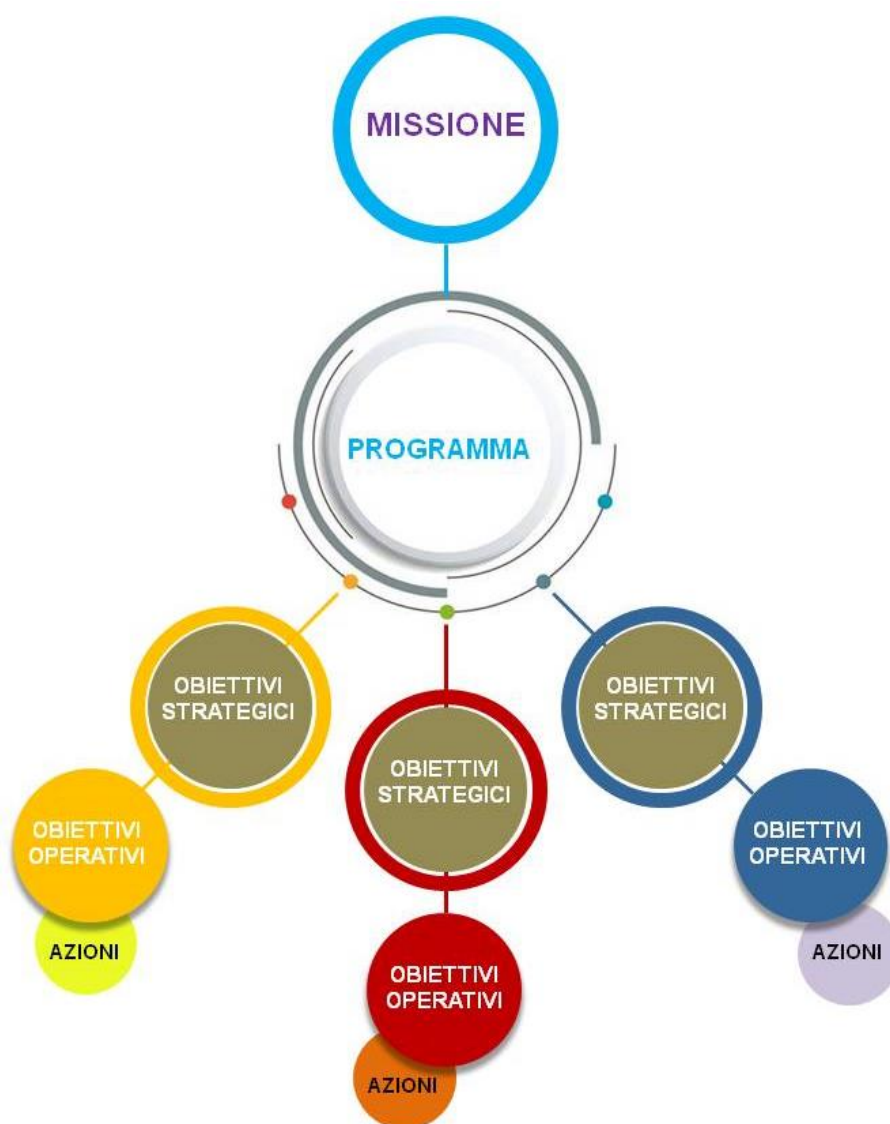 MISSIONE
PROGRAMMA
OBIETTIVI
STRATEGICI
OBIETTIVI
STRATEGICI
OBIETTIVI
STRATEGICI
OBIETTIVI
OPERATIVI
OBIETTIVI
OPERATIVI
AZIONI
AZIONI
OBIETTIVI
OPERATIVI
AZIONI